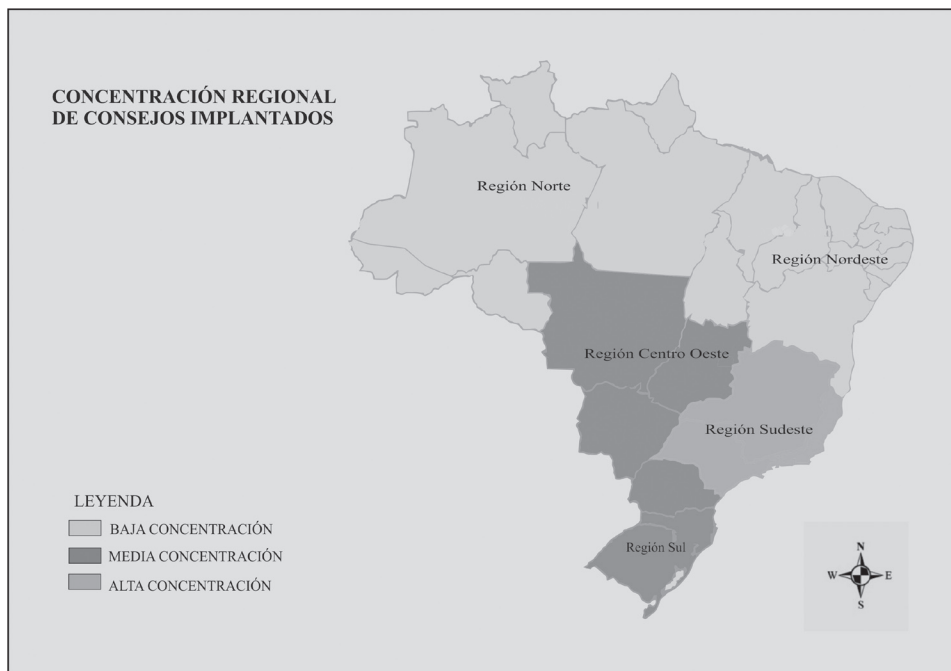 CONCENTRACIÓN REGIONAL
DE CONSEJOS IMPLANTADOS
Región Norte
Región Nordeste
Región Centro Oeste
Región Sudeste
Región Sul
LEYENDA
BAJA CONCENTRACIÓN
MEDIA CONCENTRACIÓN
ALTA CONCENTRACIÓN
N
W E
S